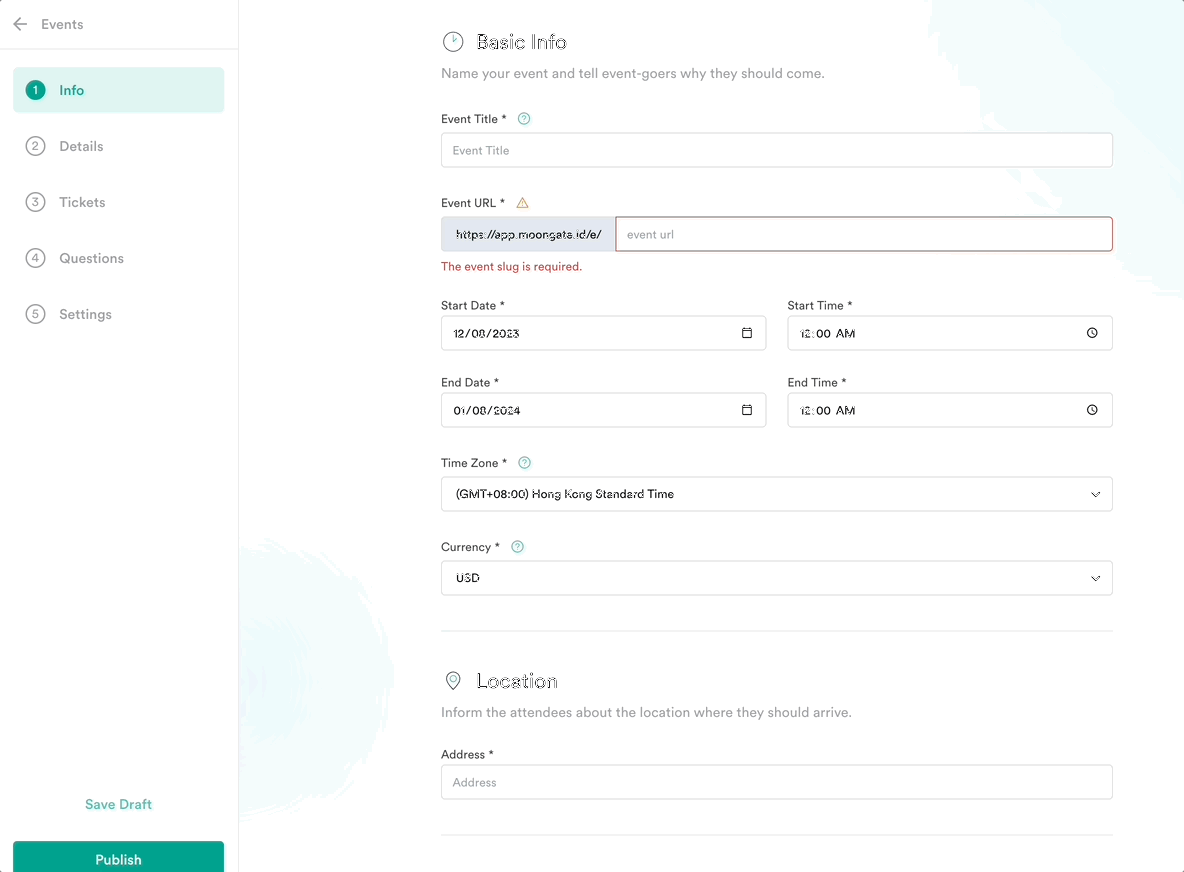 Events
1 Info
2 Details
3 Tickets
4 Questions
5 Settings
Save Draft
Publish
Basic Info
Name your event and tell event-goers why they should come.
Event Title *
Event Title
Event URL *
https://app.moongate.id/e/ event url
The event slug is required.
Start Date * Start Time *
12/08/2023 12:00 AM
End Date * End Time *
01/08/2024 12:00 AM
Time Zone *
(GMT+08:00) Hong Kong Standard Time
Currency *
USD
Location
Inform the attendees about the location where they should arrive.
Address *
Address